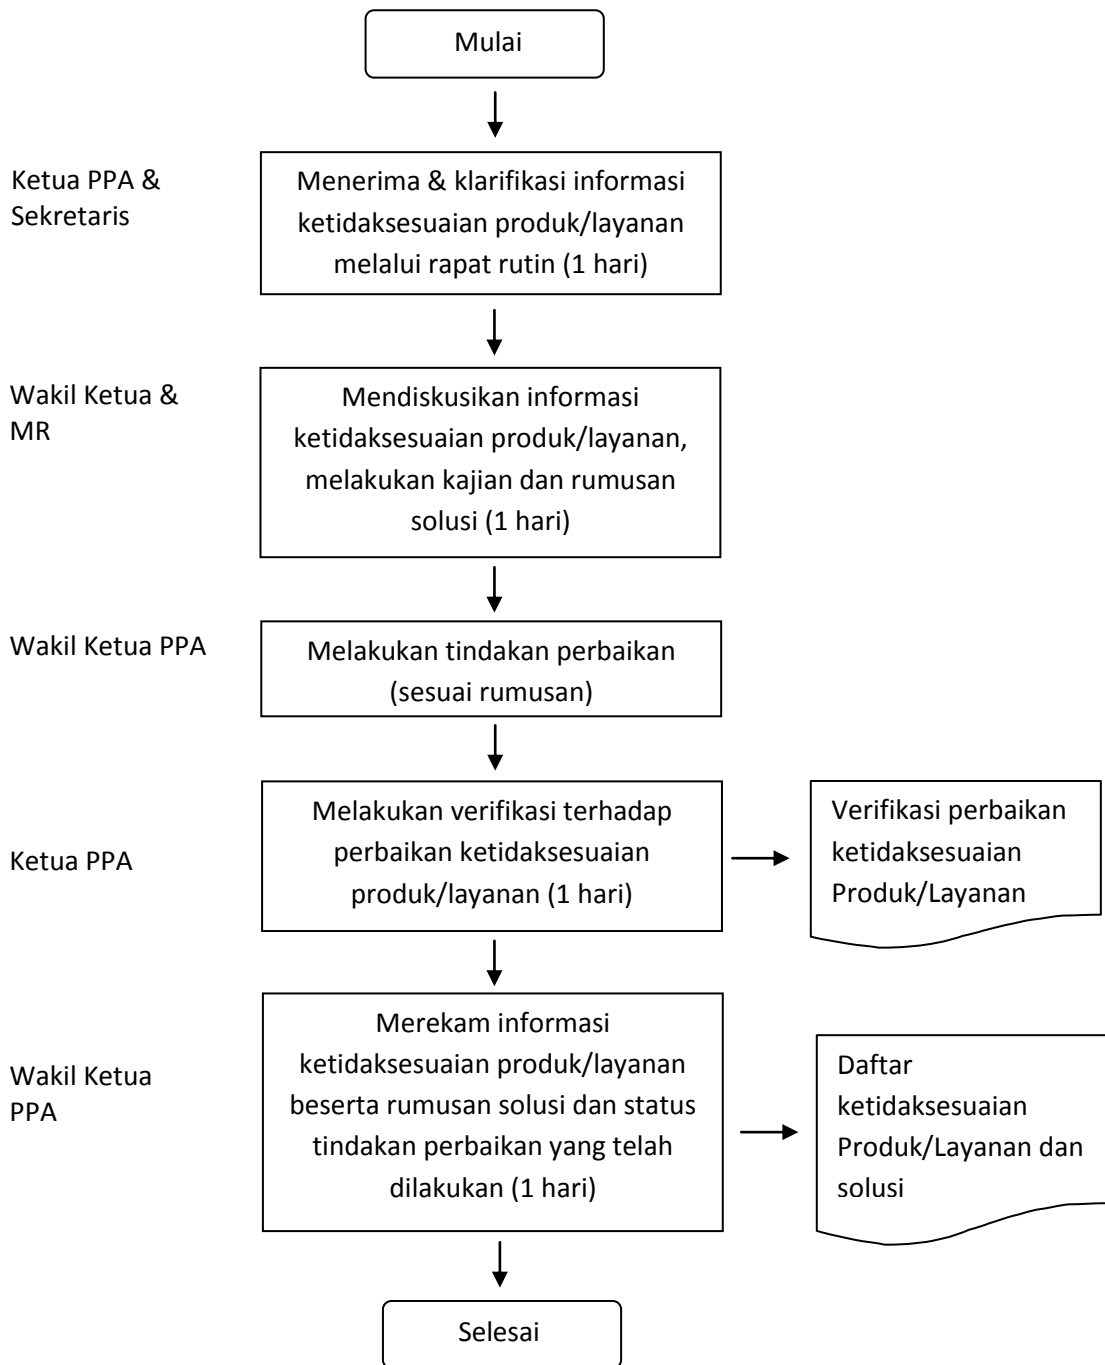 Mulai
Ketua PPA &
Sekretaris
Menerima & klarifikasi informasi
ketidaksesuaian produk/layanan
melalui rapat rutin (1 hari)
Wakil Ketua &
MR
Mendiskusikan informasi
ketidaksesuaian produk/layanan,
melakukan kajian dan rumusan
solusi (1 hari)
Wakil Ketua PPA
Melakukan tindakan perbaikan
(sesuai rumusan)
Ketua PPA
Melakukan verifikasi terhadap
perbaikan ketidaksesuaian
produk/layanan (1 hari)
Verifikasi perbaikan
ketidaksesuaian
Produk/Layanan
Wakil Ketua
PPA
Merekam informasi
ketidaksesuaian produk/layanan
beserta rumusan solusi dan status
tindakan perbaikan yang telah
dilakukan (1 hari)
Daftar
ketidaksesuaian
Produk/Layanan dan
solusi
Selesai